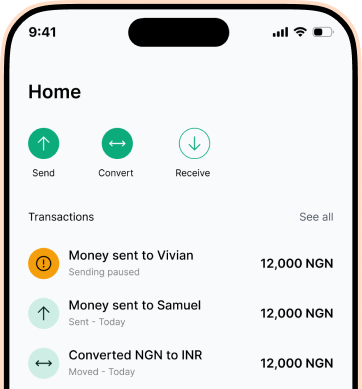 9:41
Home
Send Convert Receive
Transactions See all
Money sent to Vivian
Sending paused
12,000 NGN
Money sent to Samuel
Sent - Today
12,000 NGN
Converted NGN to INR
Moved - Today
12,000 NGN